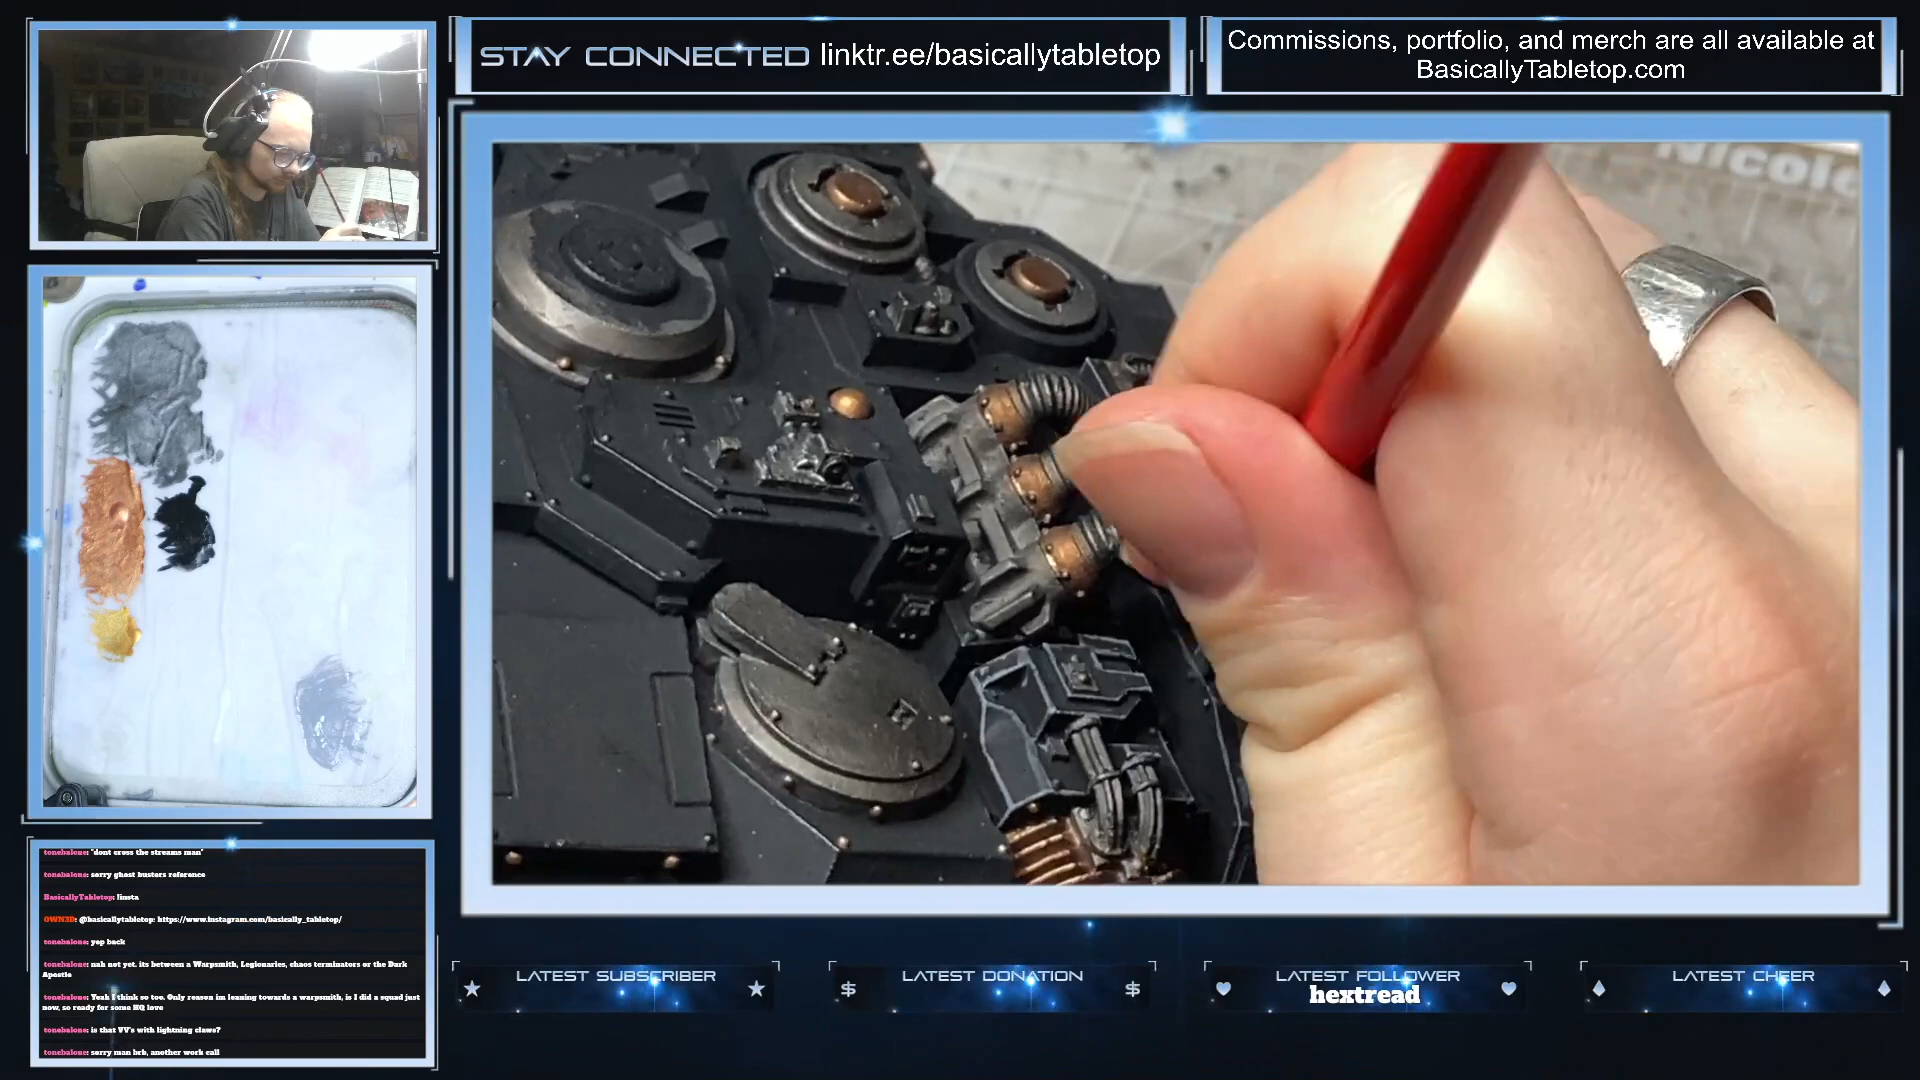 STAY CONNECTED linktr.ee/basicallytabletop
Commissions, portfolio, and merch are all available at
BasicallyTabletop.com
tonebalone: "dont cross the streams man"
tonebalone: sorry ghost busters reference
BasicallyTabletop: !insta
OWN3D: @basicallytabletop: https://www.instagram.com/basically_tabletop/
tonebalone: yep back
tonebalone: nah not yet. its between a Warpsmith, Legionaries, chaos terminators or the Dark
Apostle
tonebalone: Yeah I think so too. Only reason im leaning towards a warpsmith, is I did a squad just
now, so ready for some HQ love
tonebalone: is that VV's with lightning claws?
tonebalone: sorry man brb, another work call
LATEST SUBSCRIBER
$ LATEST DONATION $
LATEST FOLLOWER
hextread
LATEST CHEER